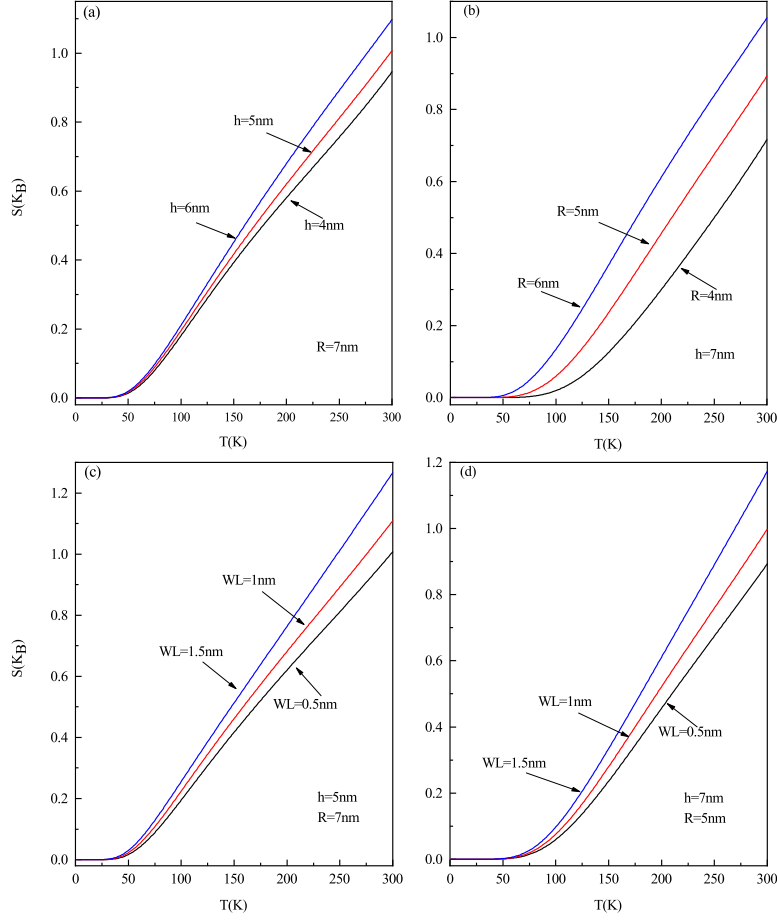 (a)
1.0
0.8
0.6
0.4
0.2
0.0
S(K_B)
h=5nm
h=6nm
h=4nm
R=7nm
0 50 100 150 200 250 300
T(K)
(b)
1.0
0.8
0.6
0.4
0.2
0.0
R=5nm
R=6nm
R=4nm
h=7nm
0 50 100 125 200 250 300
T(K)
(c)
1.2
1.0
0.8
0.6
0.4
0.2
0.0
S(K_B)
WL=1nm
WL=1.5nm
WL=0.5nm
h=5nm
R=7nm
0 50 100 150 200 250 300
T(K)
(d)
1.2
1.0
0.8
0.6
0.4
0.2
0.0
WL=1nm
WL=0.5nm
WL=1.5nm
h=7nm
R=5nm
0 50 100 125 200 250 300
T(K)